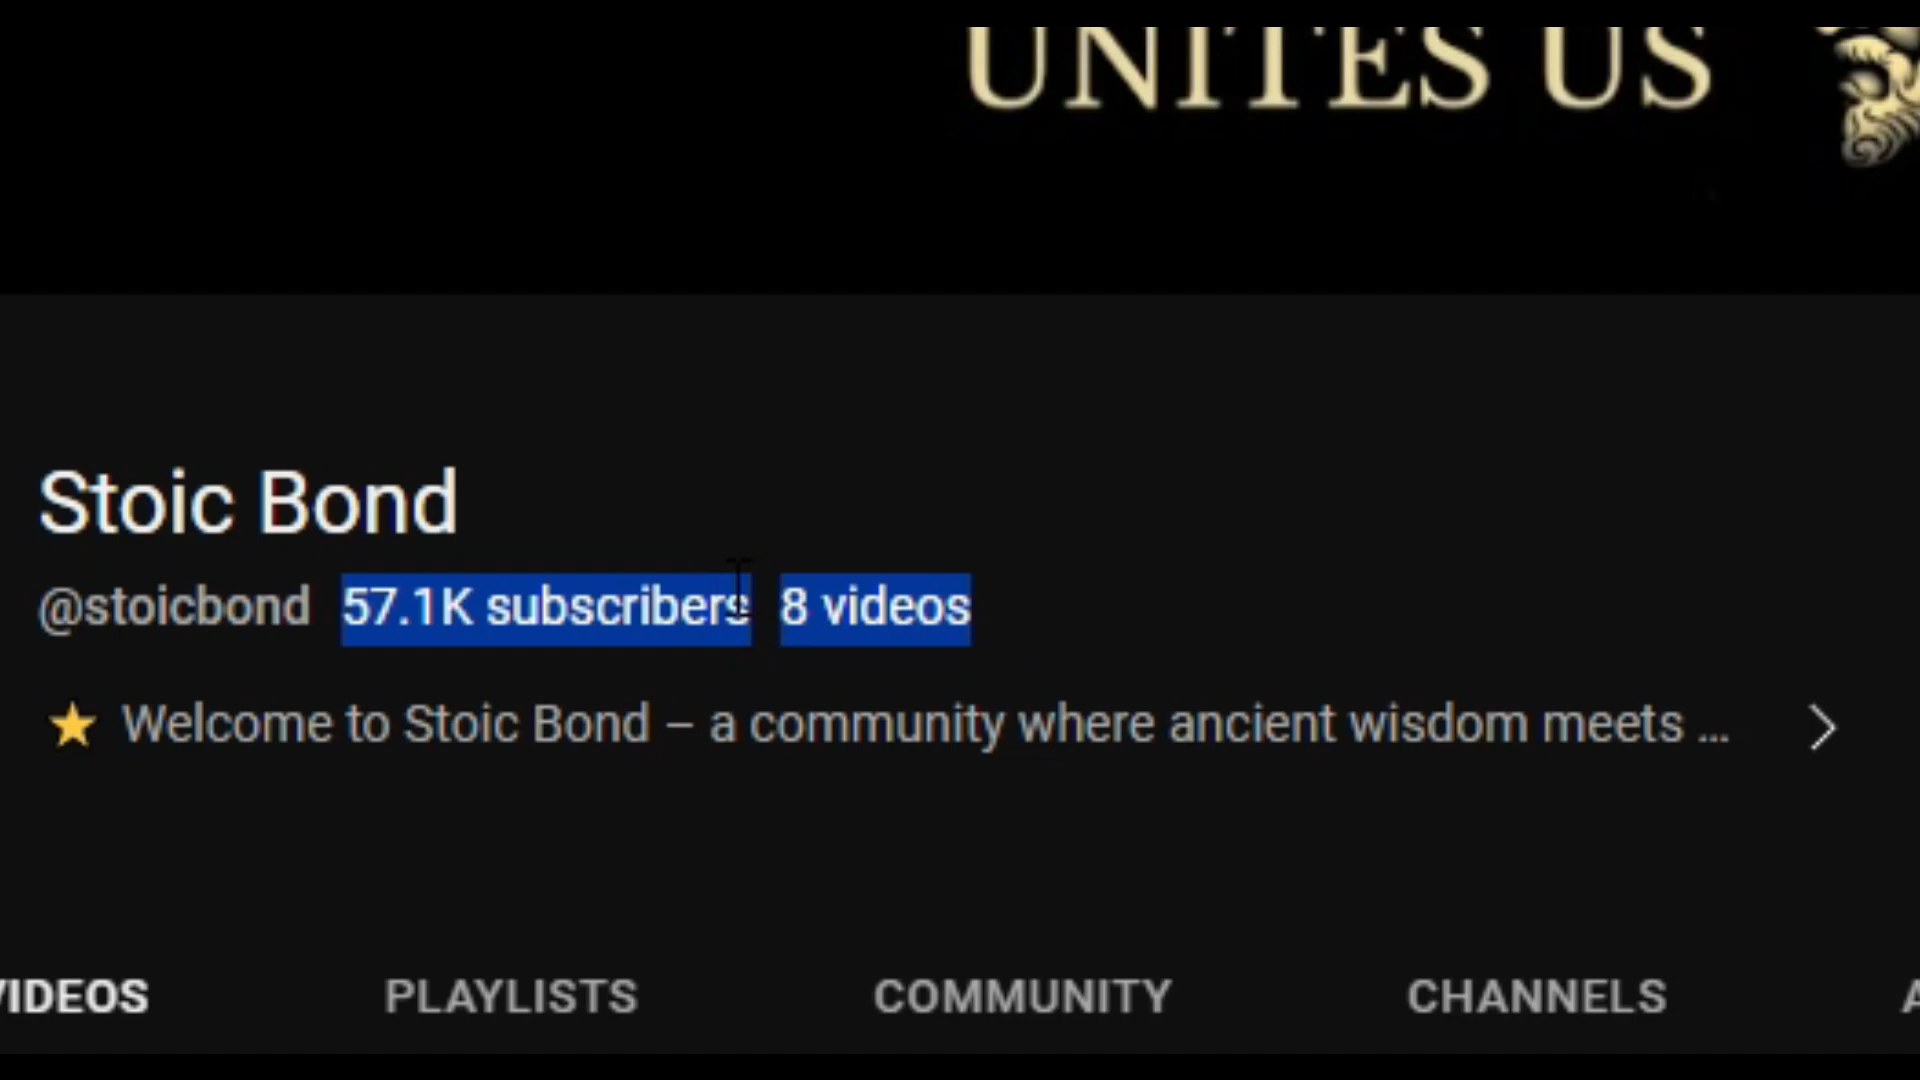 UNITES US
Stoic Bond
@stoicbond 57.1K subscribers 8 videos
⭐ Welcome to Stoic Bond – a community where ancient wisdom meets ...
VIDEOS PLAYLISTS COMMUNITY CHANNELS